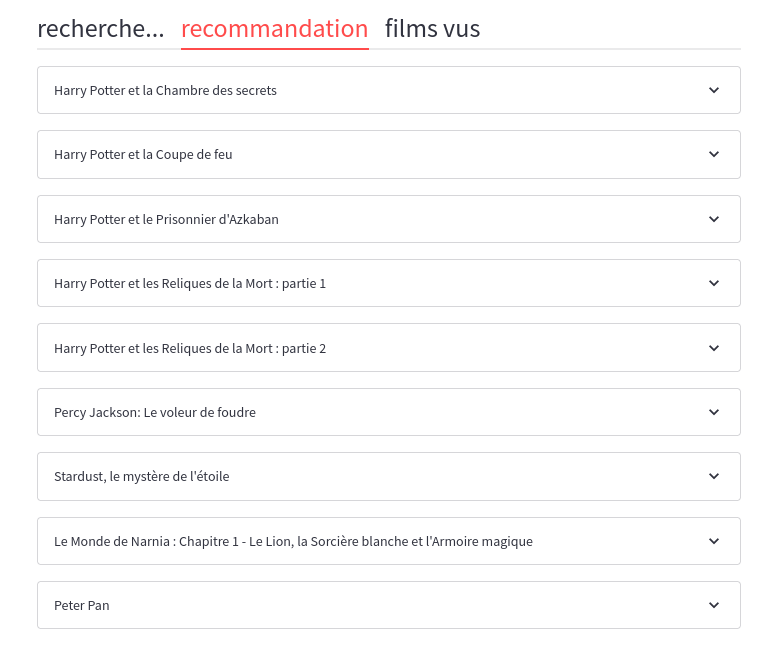 recherche... recommandation films vus
Harry Potter et la Chambre des secrets
Harry Potter et la Coupe de feu
Harry Potter et le Prisonnier d'Azkaban
Harry Potter et les Reliques de la Mort : partie 1
Harry Potter et les Reliques de la Mort : partie 2
Percy Jackson: Le voleur de foudre
Stardust, le mystère de l'étoile
Le Monde de Narnia : Chapitre 1 - Le Lion, la Sorcière blanche et l'Armoire magique
Peter Pan